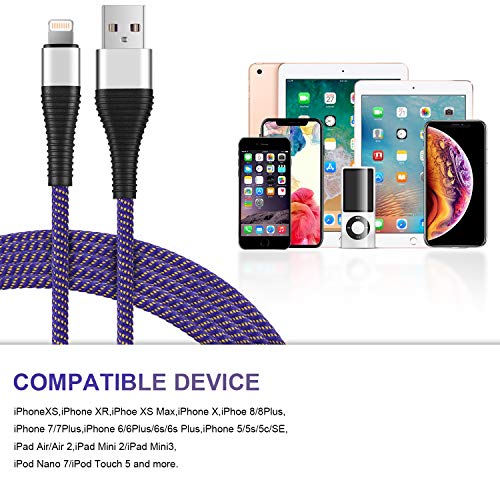 COMPATIBLE DEVICE
iPhoneXS,iPhone XR,iPhoe XS Max,iPhone X,iPhoe 8/8Plus,
iPhone 7/7Plus,iPhone 6/6Plus/6s/6s Plus,iPhone 5/5s/5c/SE,
iPad Air/Air 2,iPad Mini 2/iPad Mini3,
iPod Nano 7/iPod Touch 5 and more.